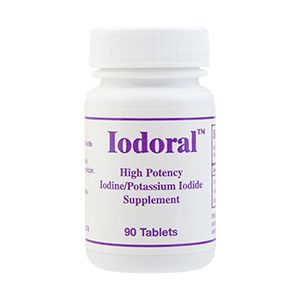 Iodoral™
High Potency
Iodine/Potassium Iodide
Supplement
90 Tablets